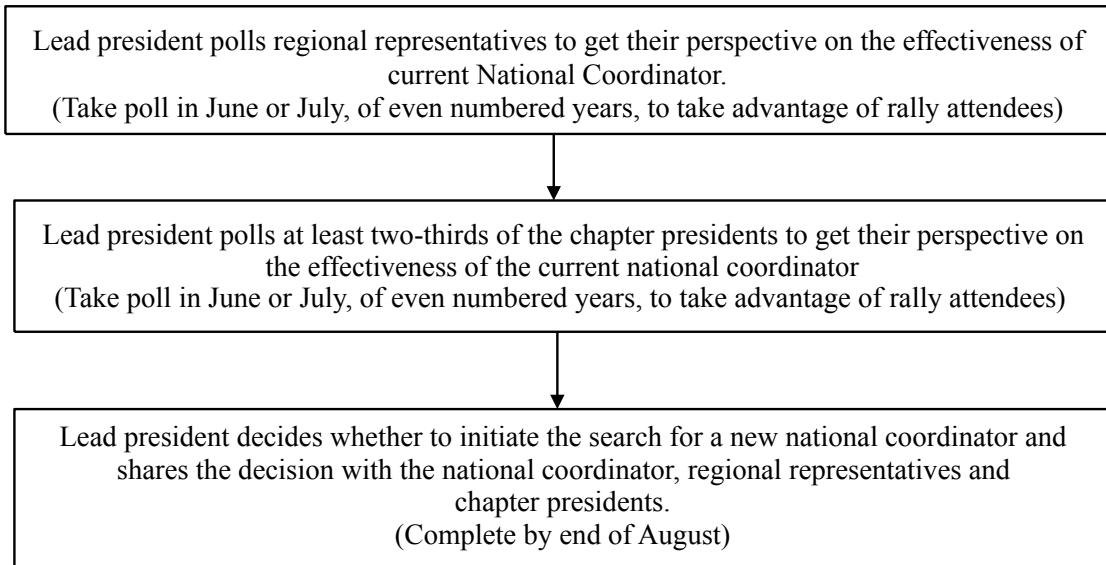 Lead president polls regional representatives to get their perspective on the effectiveness of
current National Coordinator.
(Take poll in June or July, of even numbered years, to take advantage of rally attendees)
Lead president polls at least two-thirds of the chapter presidents to get their perspective on
the effectiveness of the current national coordinator
(Take poll in June or July, of even numbered years, to take advantage of rally attendees)
Lead president decides whether to initiate the search for a new national coordinator and
shares the decision with the national coordinator, regional representatives and
chapter presidents.
(Complete by end of August)